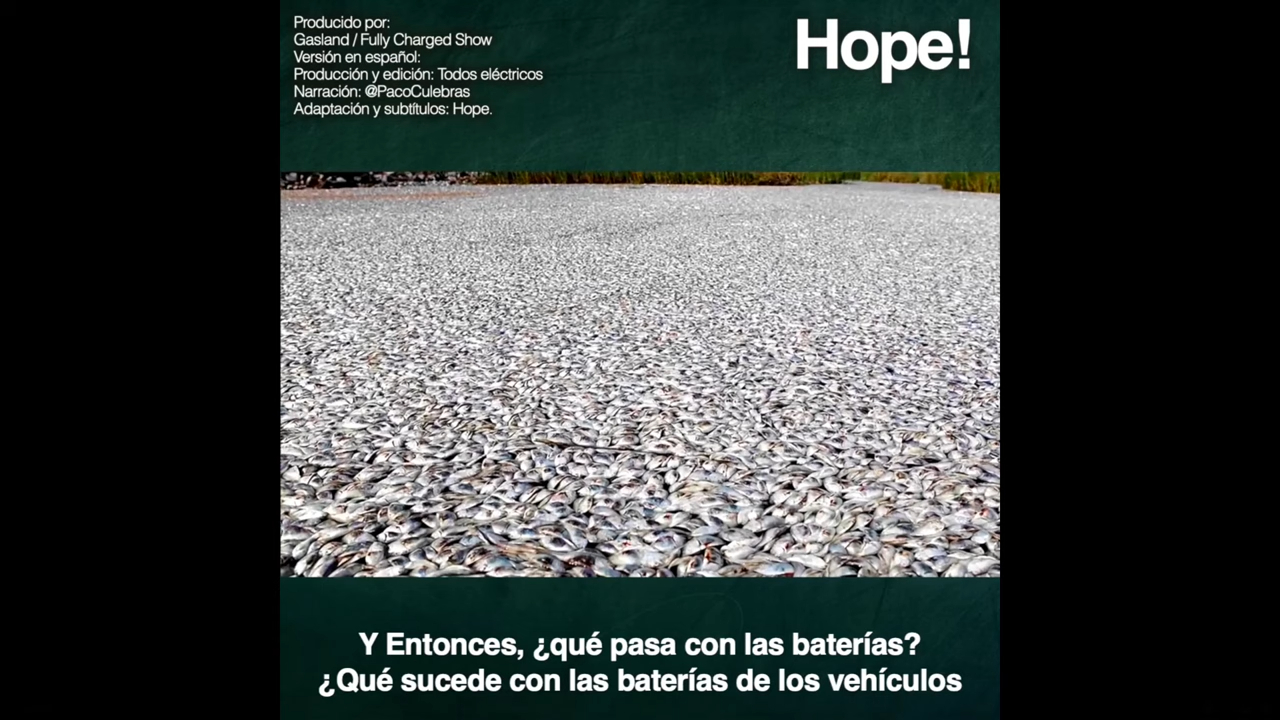 Producido por:
Gasland / Fully Charged Show
Versión en español:
Producción y edición: Todos eléctricos
Narración: @PacoCulebras
Adaptación y subtítulos: Hope.
Hope!
Y Entonces, ¿qué pasa con las baterías?
¿Qué sucede con las baterías de los vehículos